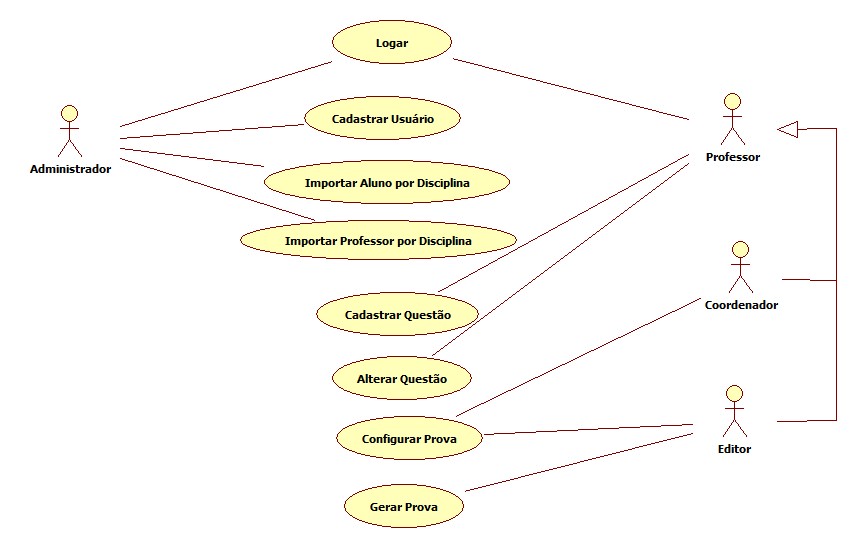 Logar
Cadastrar Usuário
Administrador
Professor
Importar Aluno por Disciplina
Importar Professor por Disciplina
Coordenador
Cadastrar Questão
Alterar Questão
Configurar Prova
Editor
Gerar Prova